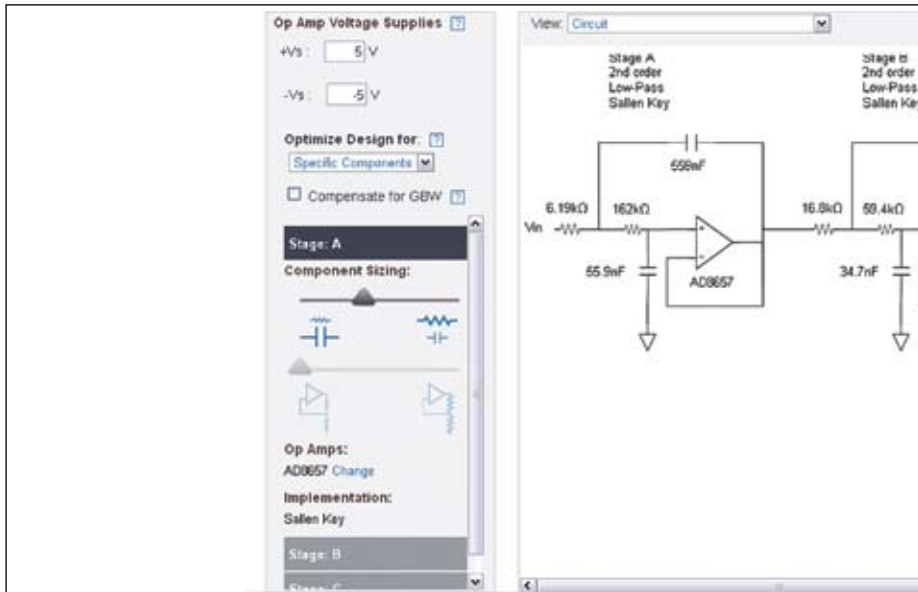 Op Amp Voltage Supplies [?]
+Vs : 5 V
-Vs : -5 V
Optimize Design for: [?]
Specific Components
Compensate for GBW [?]
Stage: A
Component Sizing:
Op Amps:
AD8657 Change
Implementation:
Sallen Key
Stage: B
Stage: C
View: Circuit
Stage A
2nd order
Low-Pass
Sallen Key
Stage B
2nd order
Low-Pass
Sallen Key
558nF
6.19kΩ
162kΩ
16.8kΩ
59.4kΩ
Vin
55.9nF
AD8657
34.7nF